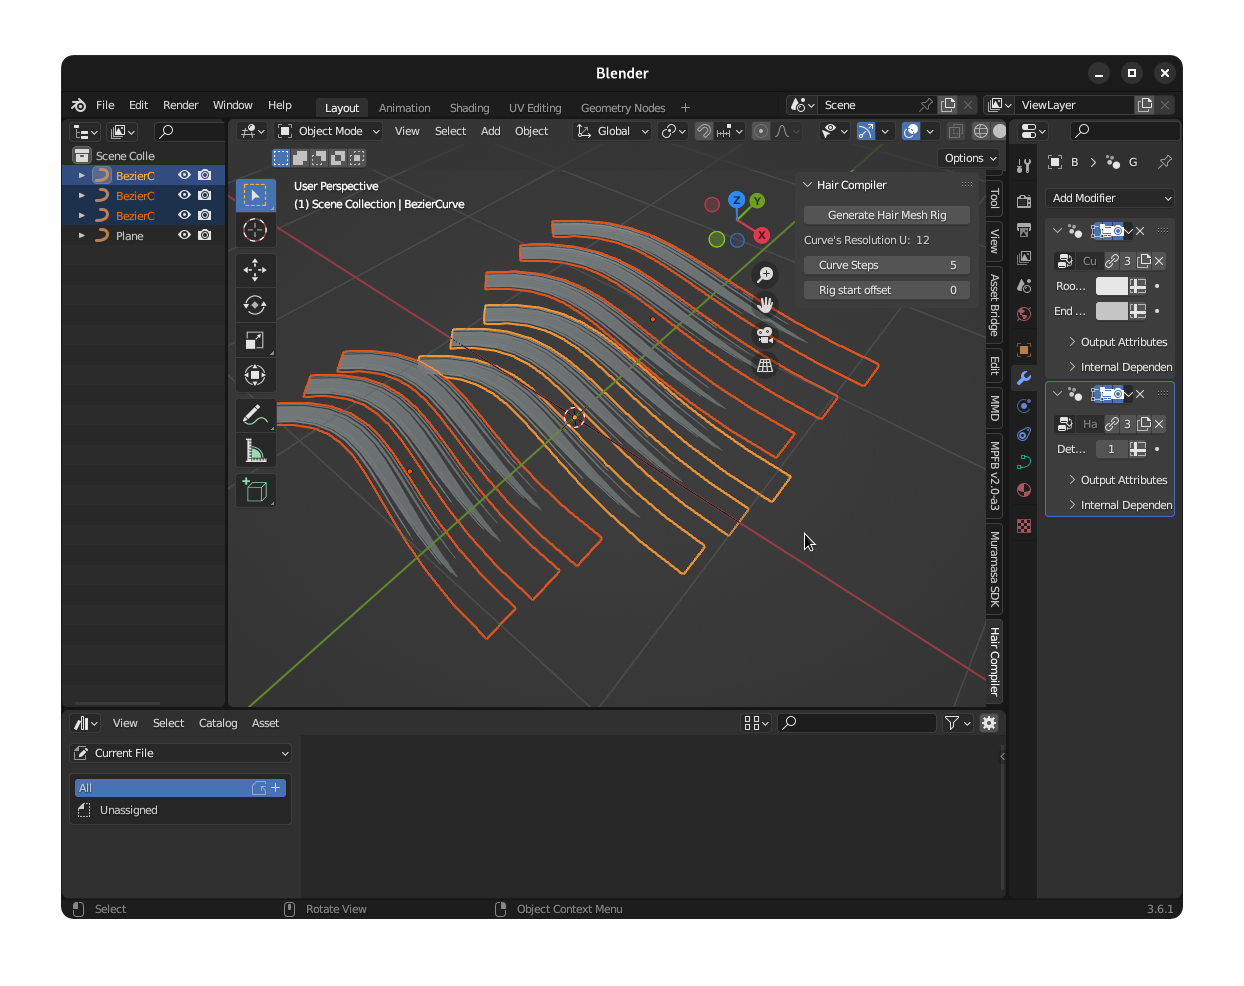 Blender
File Edit Render Window Help
Layout Animation Shading UV Editing Geometry Nodes +
Scene
ViewLayer
Object Mode View Select Add Object Global
Options
Scene Colle
BezierC
BezierC
BezierC
Plane
User Perspective
(1) Scene Collection | BezierCurve
Z
Y
X
Hair Compiler
Generate Hair Mesh Rig
Curve's Resolution U: 12
Curve Steps 5
Rig start offset 0
Tool
View
Asset Bridge
Edit
MMD
MPFB v2.0-a3
Muramasa SDK
Hair Compiler
B > G
Add Modifier
Cu 3
Roo...
End ...
Output Attributes
Internal Dependen
Ha 3
Det... 1
Output Attributes
Internal Dependen
View Select Catalog Asset
Current File
All
Unassigned
Select
Rotate View
Object Context Menu
3.6.1